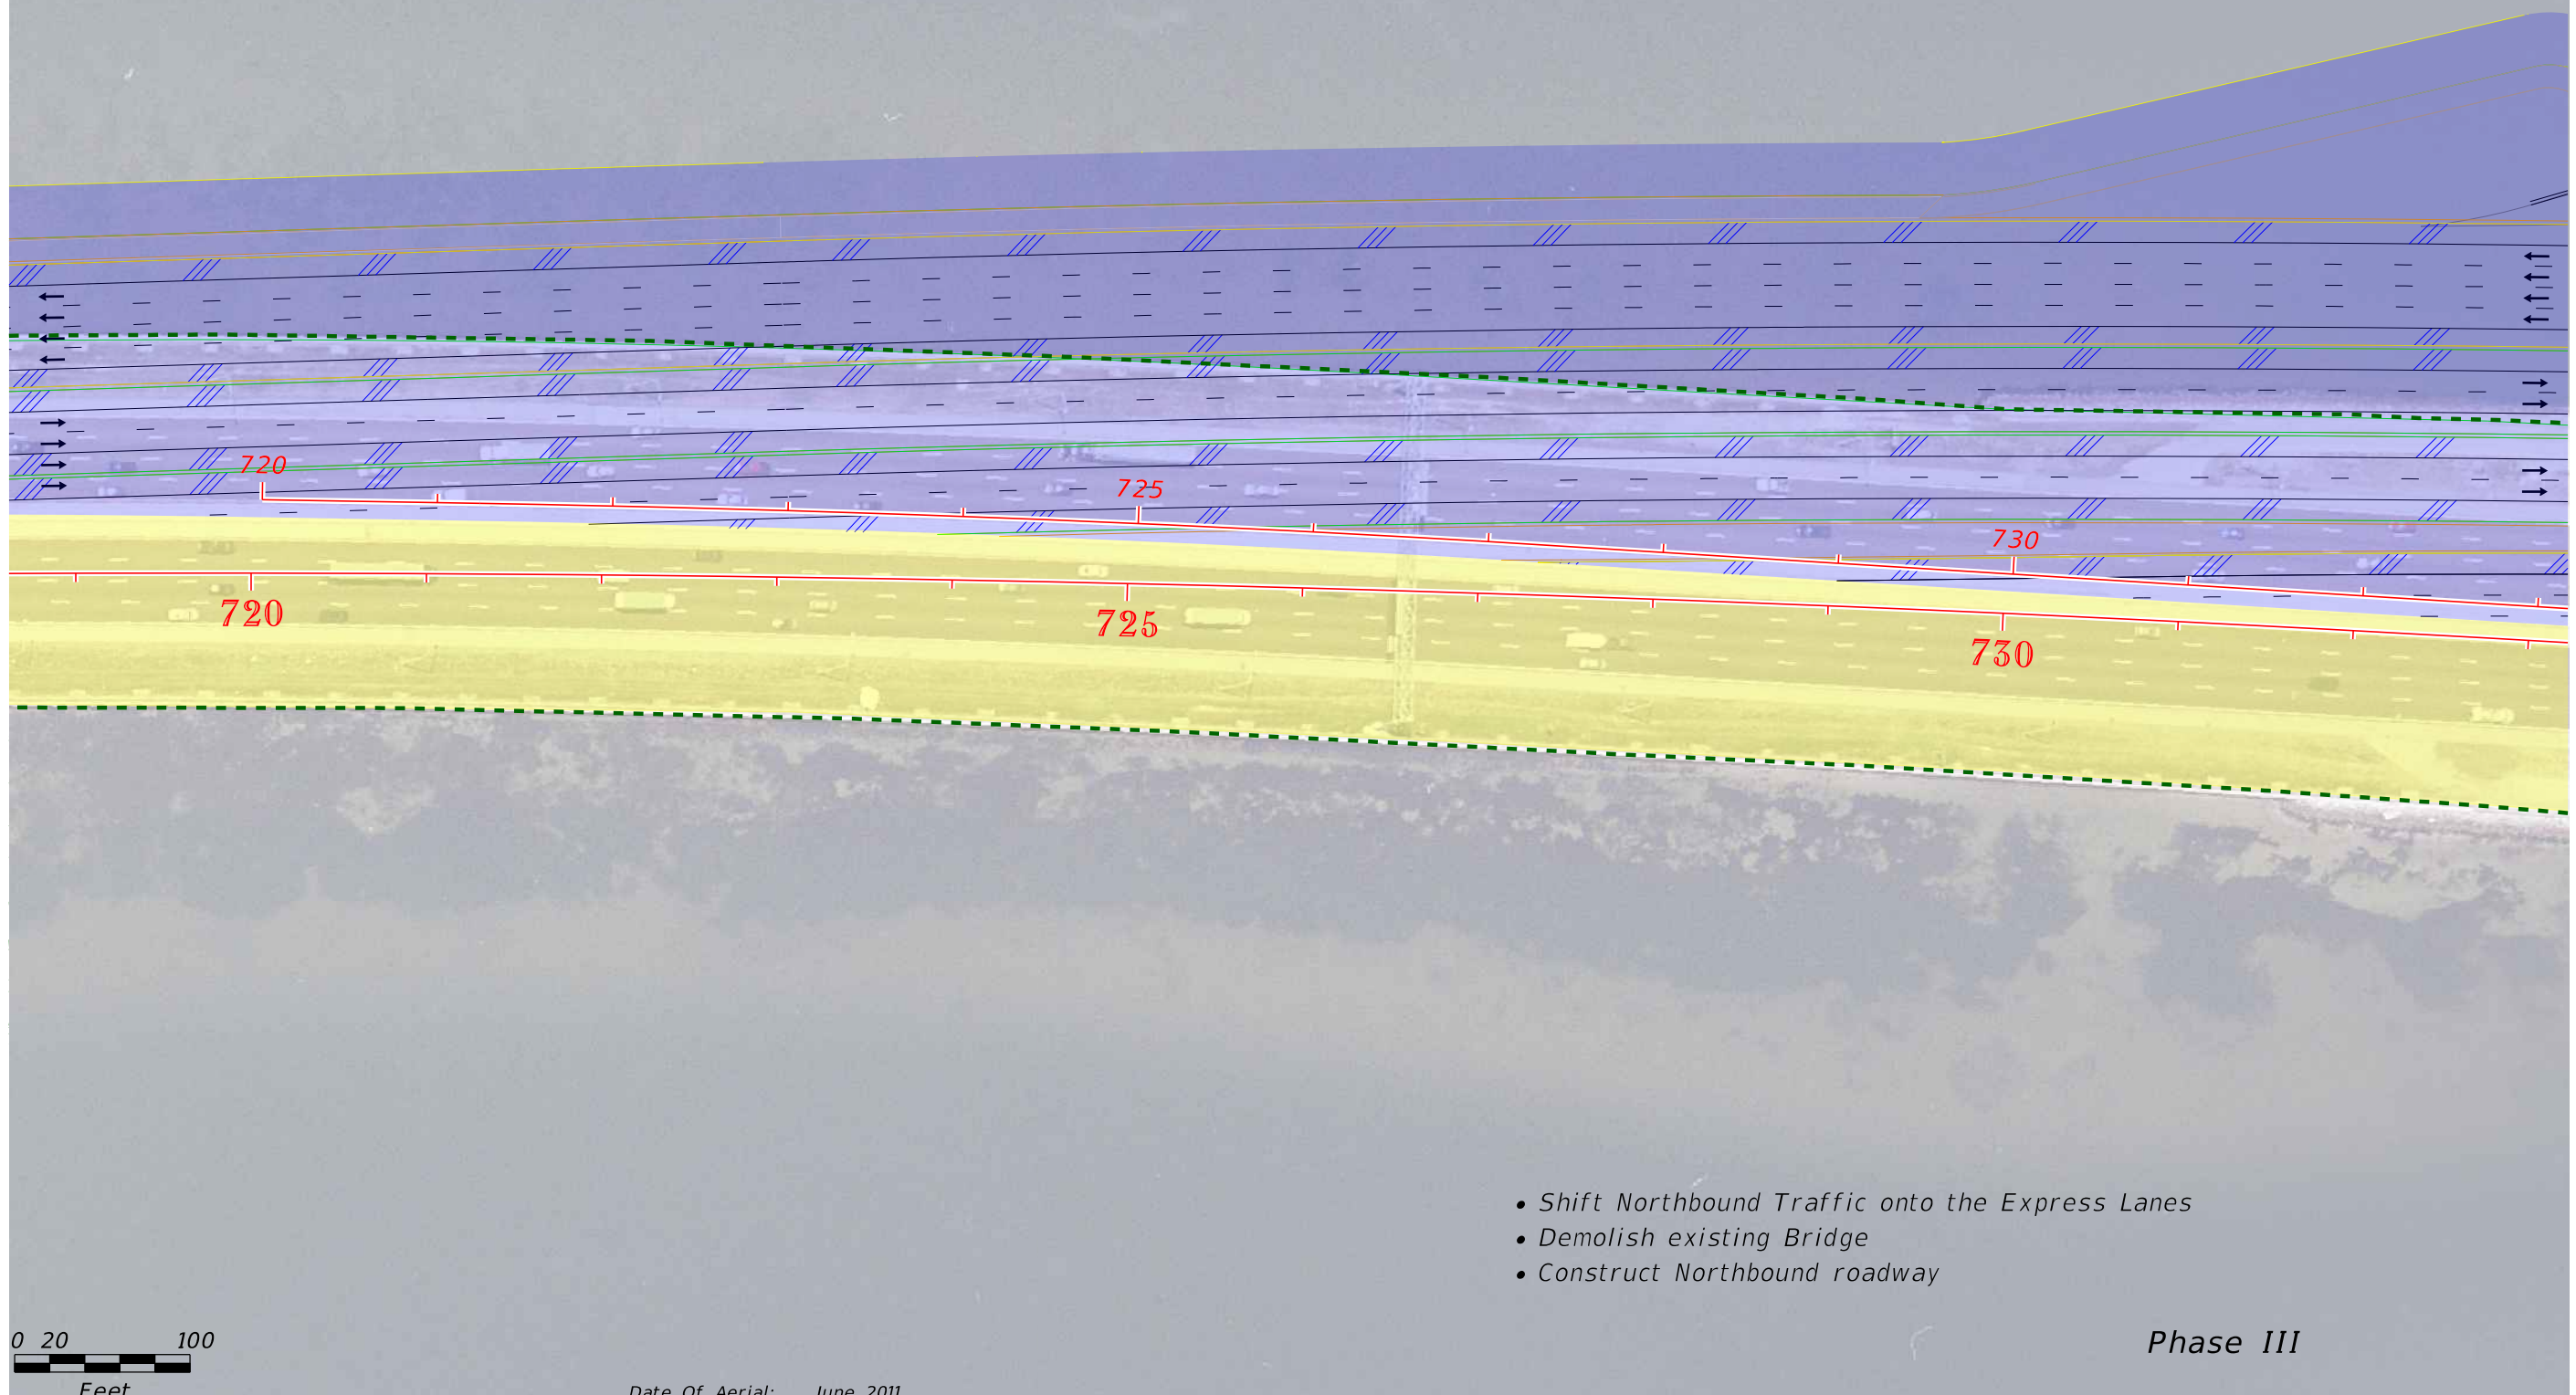 720
725
730
720
725
730
• Shift Northbound Traffic onto the Express Lanes
• Demolish existing Bridge
• Construct Northbound roadway
0 20 100
Feet
Phase III
Date Of Aerial: June 2011